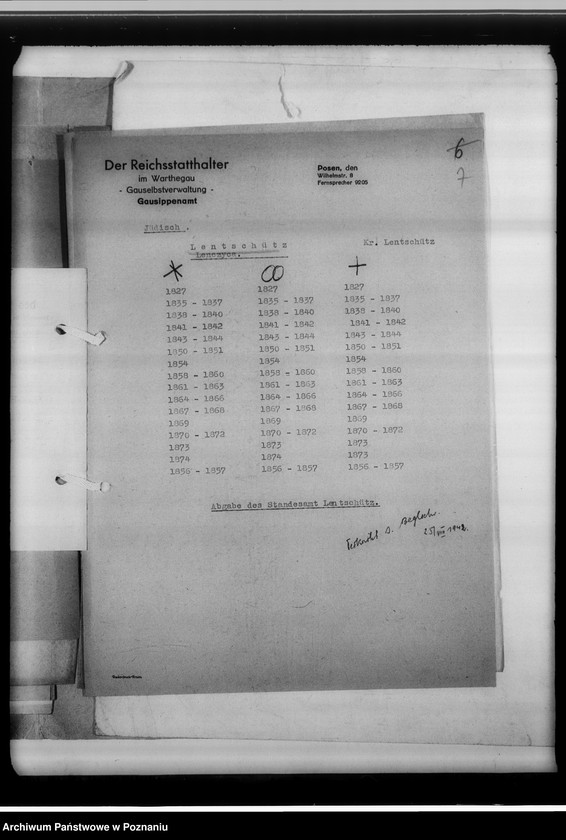 6
7
Der Reichsstatthalter
im Warthegau
- Gauselbstverwaltung -
Gausippenamt
Posen, den
Wilhelmstr. 8
Fernsprecher 9205
Jüdisch.
Lentschütz
Lenczyca.
Kr. Lentschütz
1827 1827 1827
1835 - 1837 1835 - 1837 1835 - 1837
1838 - 1840 1838 - 1840 1838 - 1840
1841 - 1842 1841 - 1842 1841 - 1842
1843 - 1844 1843 - 1844 1843 - 1844
1850 - 1851 1850 - 1851 1850 - 1851
1854 1854 1854
1858 - 1860 1858 - 1860 1858 - 1860
1861 - 1863 1861 - 1863 1861 - 1863
1864 - 1866 1864 - 1866 1864 - 1866
1867 - 1868 1867 - 1868 1867 - 1868
1869 1869 1869
1870 - 1872 1870 - 1872 1870 - 1872
1873 1873 1873
1874 1874 1873
1856 - 1857 1856 - 1857 1856 - 1857
Abgabe des Standesamt Lentschütz.
25/VII 1942.
Archiwum Państwowe w Poznaniu